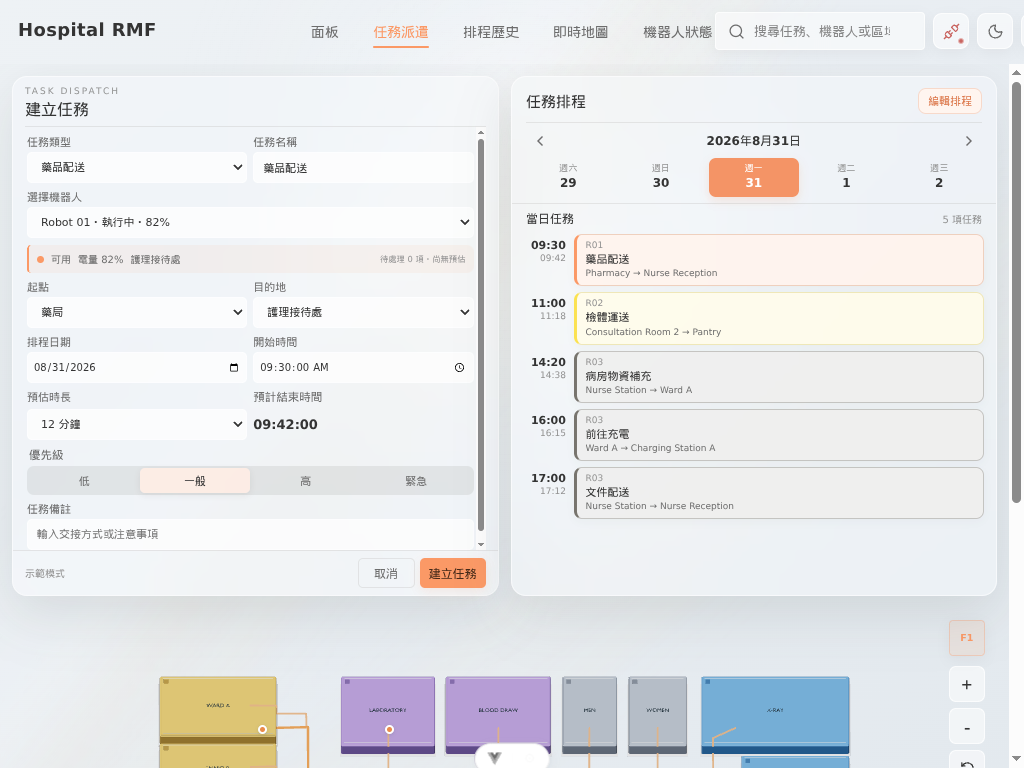 Hospital RMF
面板
任務派遣
排程歷史
即時地圖
機器人狀態
搜尋任務、機器人或區域
TASK DISPATCH
建立任務
任務類型
任務名稱
藥品配送
藥品配送
選擇機器人
Robot 01・執行中・82%
可用 電量 82% 護理接待處
待處理 0 項・尚無預估
起點
目的地
藥局
護理接待處
排程日期
開始時間
08/31/2026
09:30:00 AM
預估時長
預計結束時間
12 分鐘
09:42:00
優先級
低
一般
高
緊急
任務備註
輸入交接方式或注意事項
示範模式
取消
建立任務
任務排程
編輯排程
2026年8月31日
週六
29
週日
30
週一
31
週二
1
週三
2
當日任務
5 項任務
09:30
09:42
R01
藥品配送
Pharmacy → Nurse Reception
11:00
11:18
R02
檢體運送
Consultation Room 2 → Pantry
14:20
14:38
R03
病房物資補充
Nurse Station → Ward A
16:00
16:15
R03
前往充電
Ward A → Charging Station A
17:00
17:12
R03
文件配送
Nurse Station → Nurse Reception
F1
+
-
WARD A
LABORATORY
BLOOD DRAW
MEN
WOMEN
X-RAY